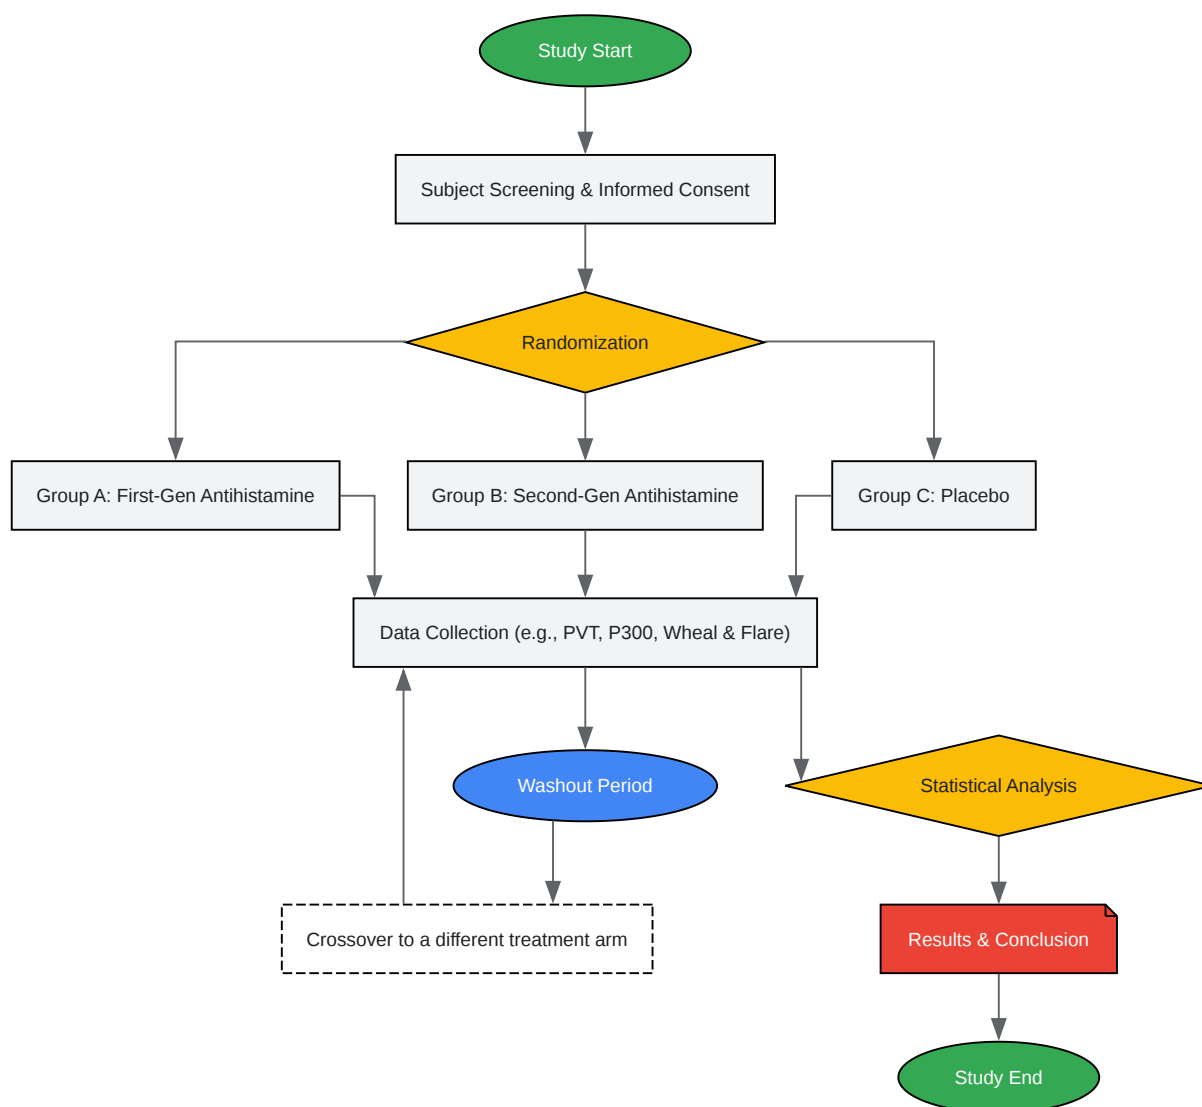 Study Start
Subject Screening & Informed Consent
Randomization
Group A: First-Gen Antihistamine
Group B: Second-Gen Antihistamine
Group C: Placebo
Data Collection (e.g., PVT, P300, Wheal & Flare)
Washout Period
Statistical Analysis
Crossover to a different treatment arm
Results & Conclusion
Study End